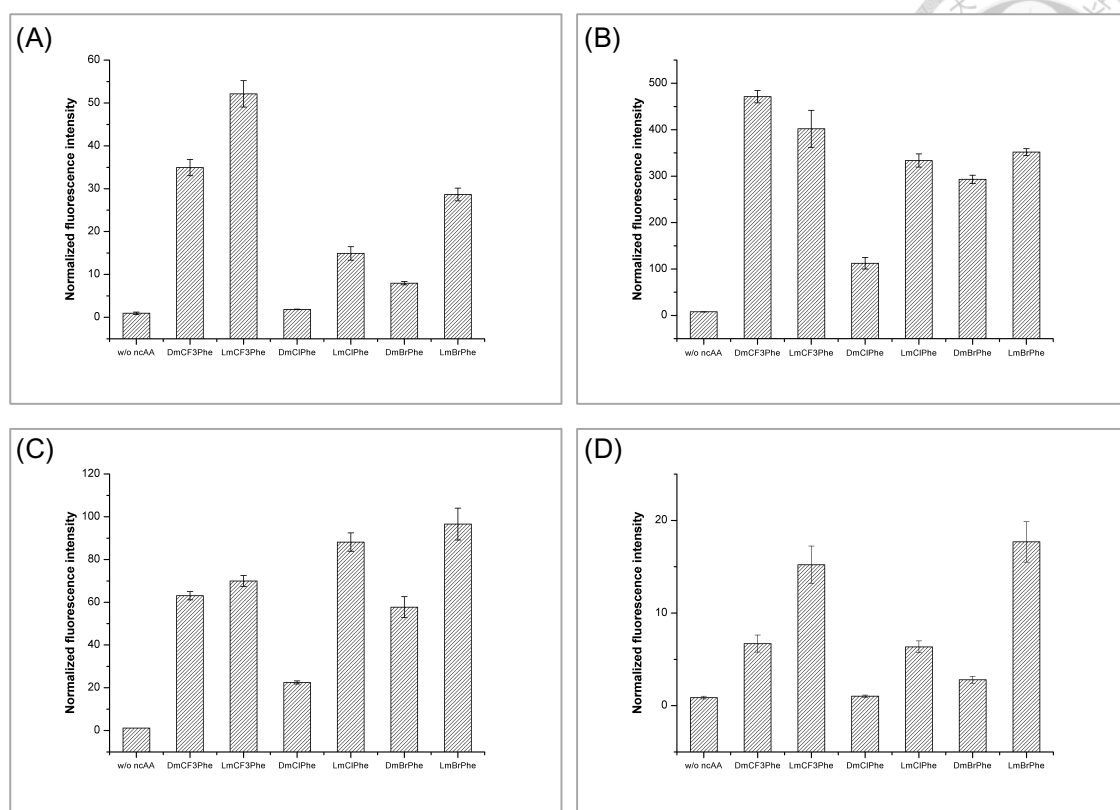 (A)
60
50
40
30
20
10
0
Normalized fluorescence intensity
w/o ncAA DmCF3Phe LmCF3Phe DmClPhe LmClPhe DmBrPhe LmBrPhe
(B)
500
400
300
200
100
0
Normalized fluorescence intensity
w/o ncAA DmCF3Phe LmCF3Phe DmClPhe LmClPhe DmBrPhe LmBrPhe
(C)
120
100
80
60
40
20
0
Normalized fluorescence intensity
w/o ncAA DmCF3Phe LmCF3Phe DmClPhe LmClPhe DmBrPhe LmBrPhe
(D)
20
10
0
Normalized fluorescence intensity
w/o ncAA DmCF3Phe LmCF3Phe DmClPhe LmClPhe DmBrPhe LmBrPhe